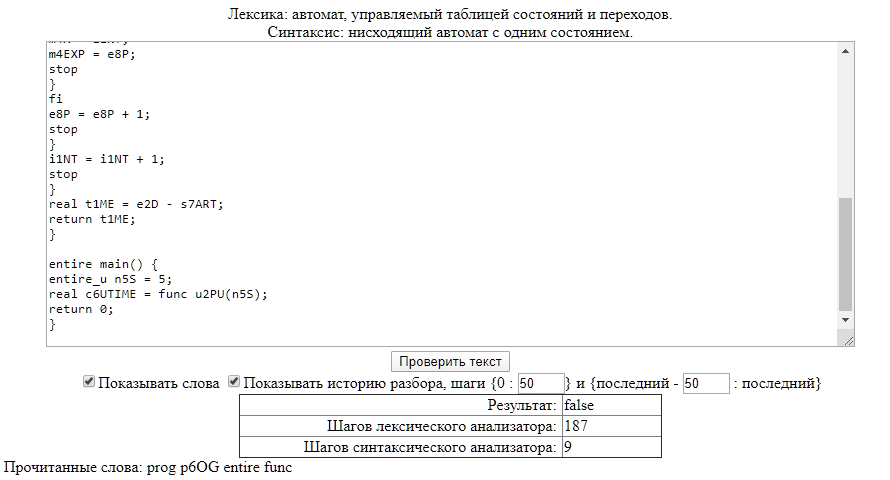 Лексика: автомат, управляемый таблицей состояний и переходов.
Синтаксис: нисходящий автомат с одним состоянием.
m4EXP = e8P;
stop
}
fi
e8P = e8P + 1;
stop
}
i1NT = i1NT + 1;
stop
}
real t1ME = e2D - s7ART;
return t1ME;
}
entire main() {
entire_u n5S = 5;
real c6UTIME = func u2PU(n5S);
return 0;
}
Проверить текст
Показывать слова Показывать историю разбора, шаги {0 : 50 } и {последний - 50 : последний}
Результат: false
Шагов лексического анализатора: 187
Шагов синтаксического анализатора: 9
Прочитанные слова: prog p6OG entire func